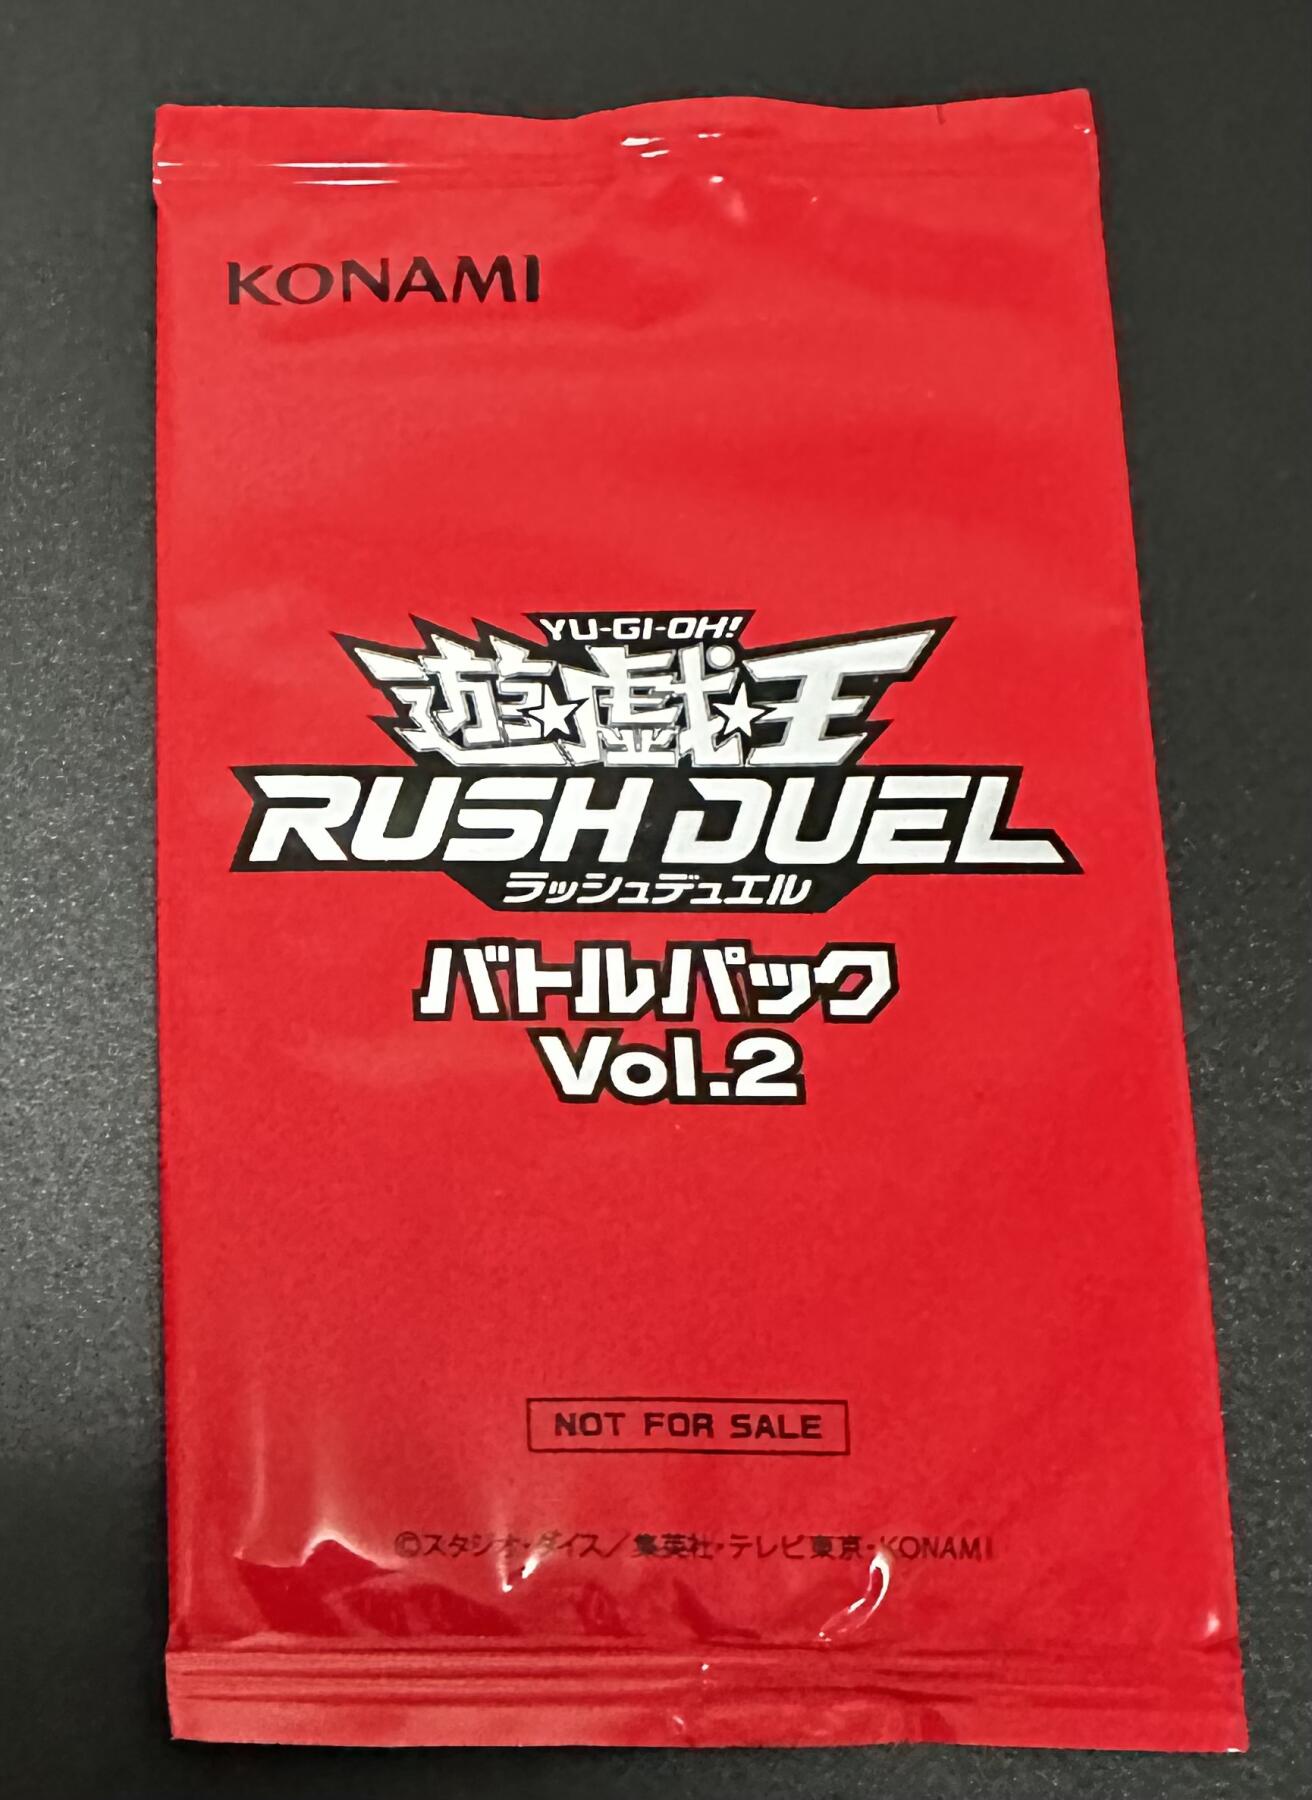 KONAMI
YU-GI-OH!
遊☆戯☆王
RUSH DUEL
ラッシュデュエル
バトルパック
Vol.2
NOT FOR SALE
©スタジオ・ダイス/集英社・テレビ東京・KONAMI